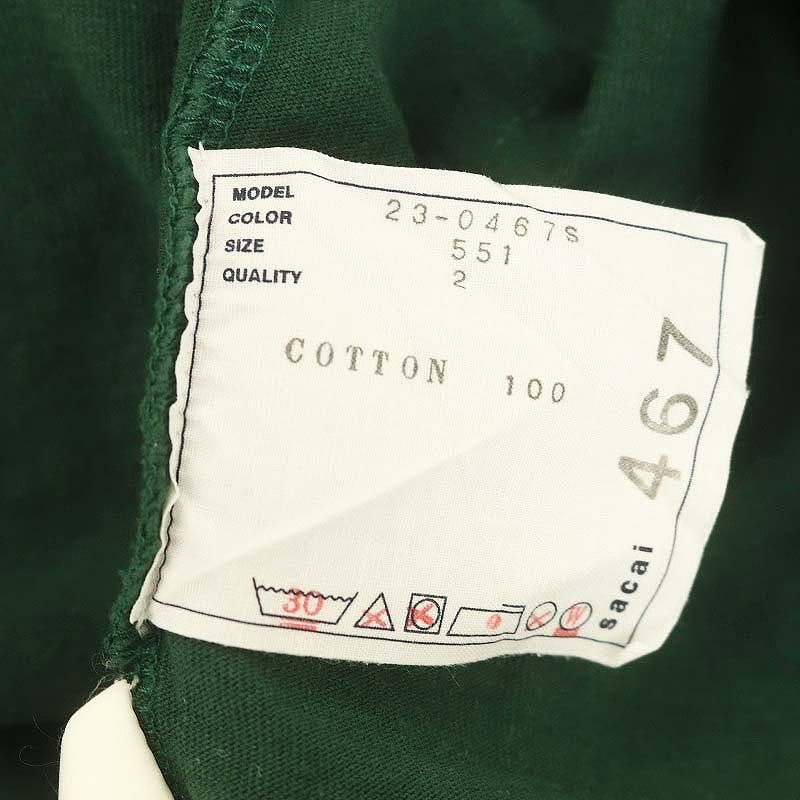 MODEL 23-0467S
COLOR 551
SIZE 2
QUALITY
COTTON 100
467
sacai
30
W